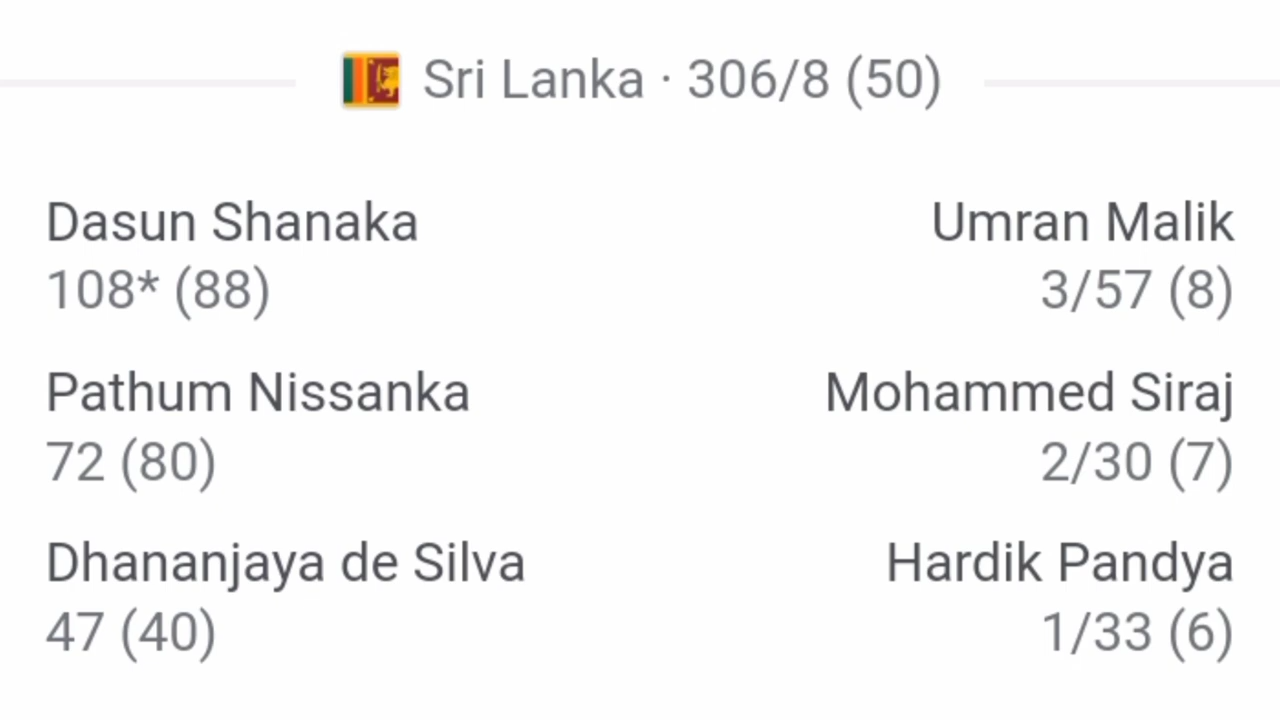 Sri Lanka · 306/8 (50)
Dasun Shanaka
108* (88)
Umran Malik
3/57 (8)
Pathum Nissanka
72 (80)
Mohammed Siraj
2/30 (7)
Dhananjaya de Silva
47 (40)
Hardik Pandya
1/33 (6)